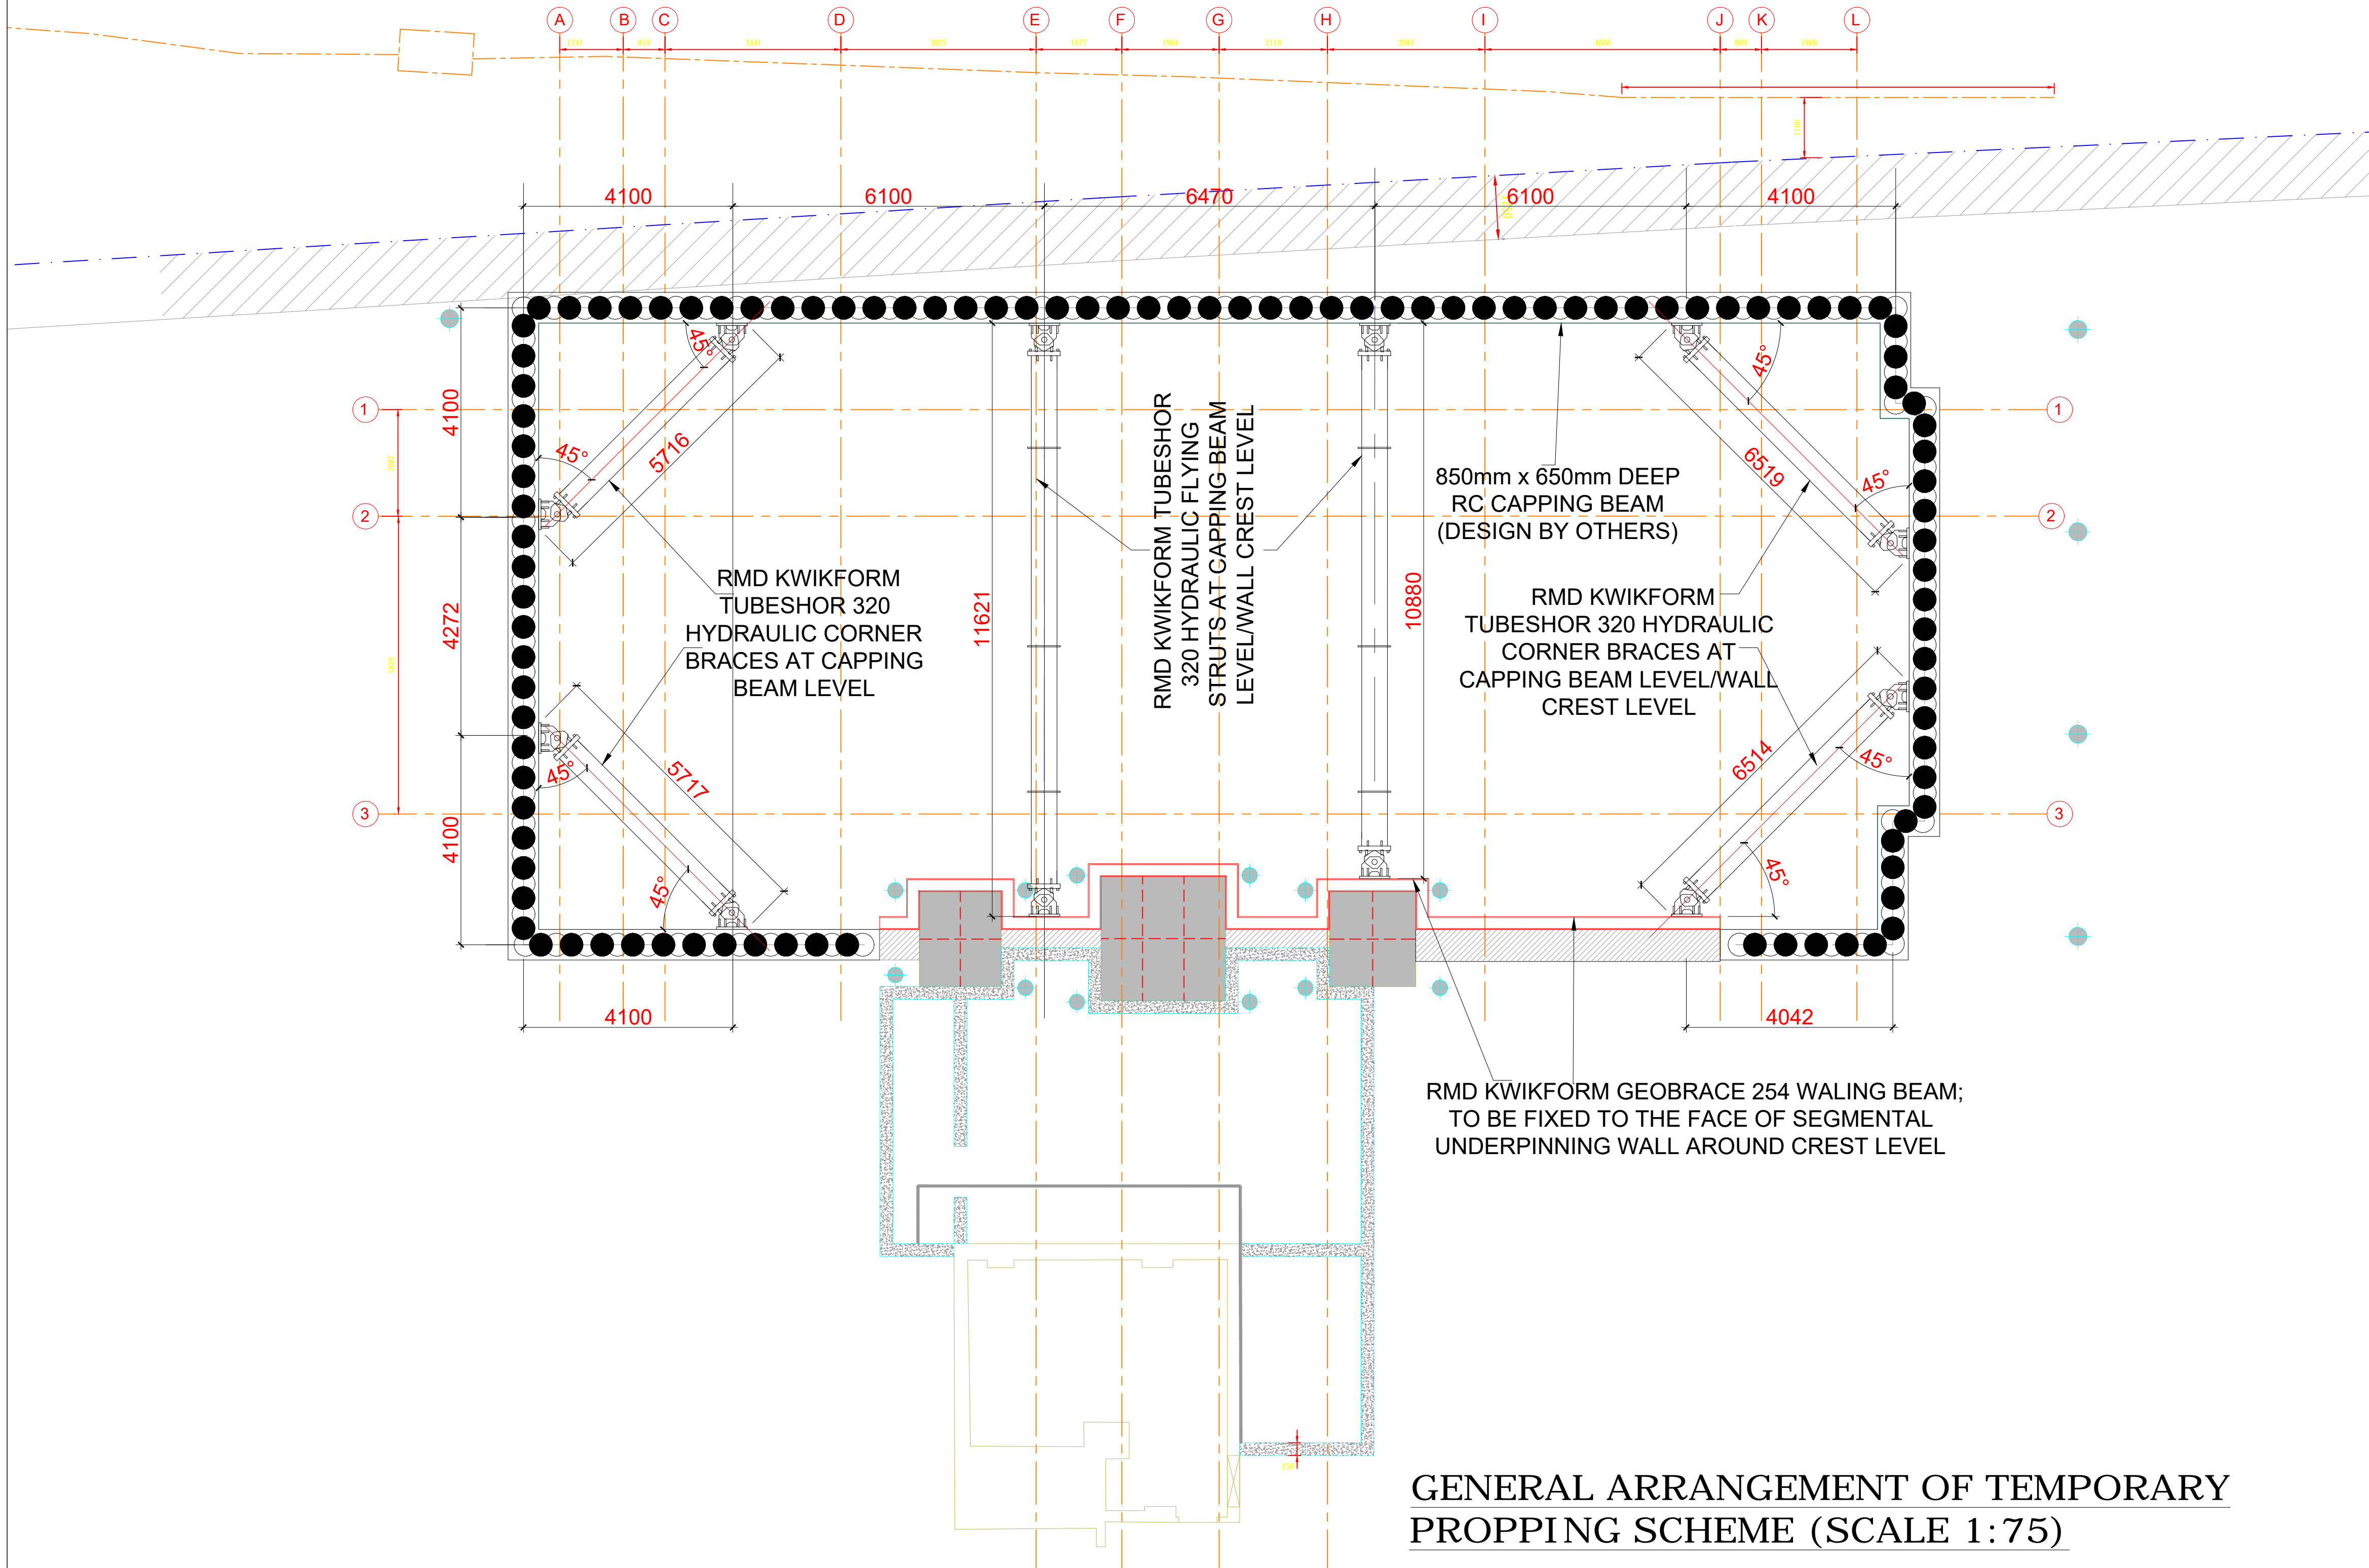 A B C D E F G H I J K L
4100 6100 6470 6100 4100
45° 45°
4100
1 1
45° 5716 6519 45°
2 2
850mm x 650mm DEEP
RC CAPPING BEAM
(DESIGN BY OTHERS)
RMD KWIKFORM TUBESHOR
320 HYDRAULIC FLYING
STRUTS AT CAPPING BEAM
LEVEL/WALL CREST LEVEL
RMD KWIKFORM
TUBESHOR 320
HYDRAULIC CORNER
BRACES AT CAPPING
BEAM LEVEL
RMD KWIKFORM
TUBESHOR 320 HYDRAULIC
CORNER BRACES AT
CAPPING BEAM LEVEL/WALL
CREST LEVEL
4272
11621
10880
45° 5717 6514 45°
3 3
4100
45° 45°
4100 4042
RMD KWIKFORM GEOBRACE 254 WALING BEAM;
TO BE FIXED TO THE FACE OF SEGMENTAL
UNDERPINNING WALL AROUND CREST LEVEL
GENERAL ARRANGEMENT OF TEMPORARY
PROPPING SCHEME (SCALE 1:75)